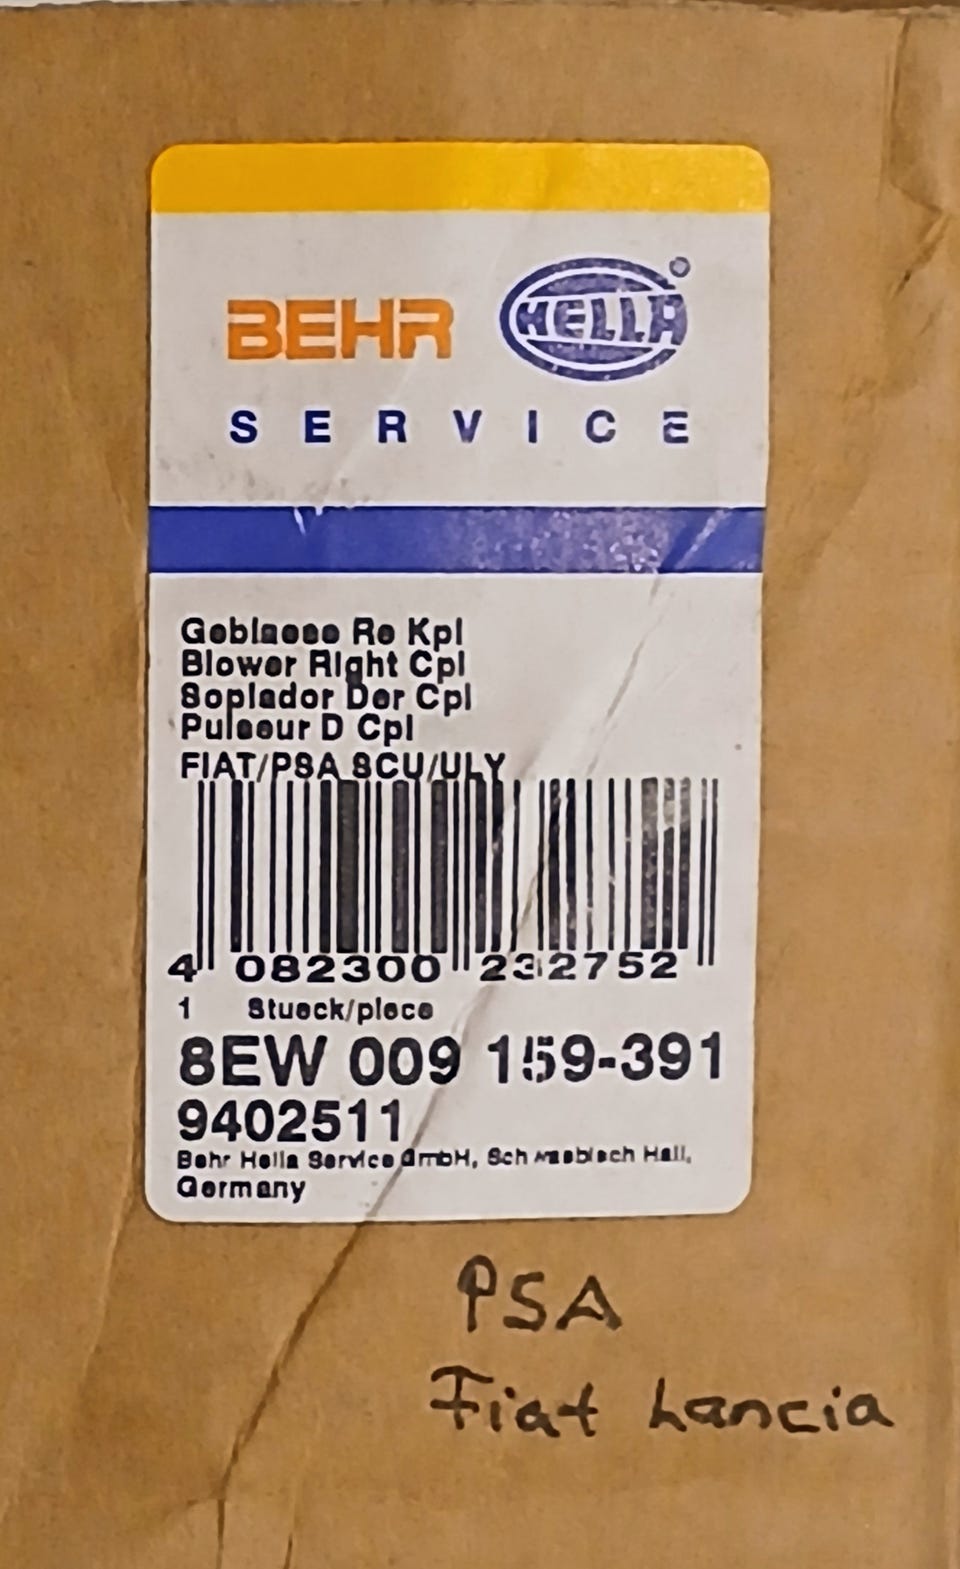 BEHR HELLA
SERVICE
Geblaese Re Kpl
Blower Right Cpl
Soplador Der Cpl
Pulseur D Cpl
FIAT/PSA SCU/ULY
4 082300 232752
1 Stueck/piece
8EW 009 159-391
9402511
Behr Hella Service GmbH, Schwaebisch Hall,
Germany
PSA
Fiat Lancia